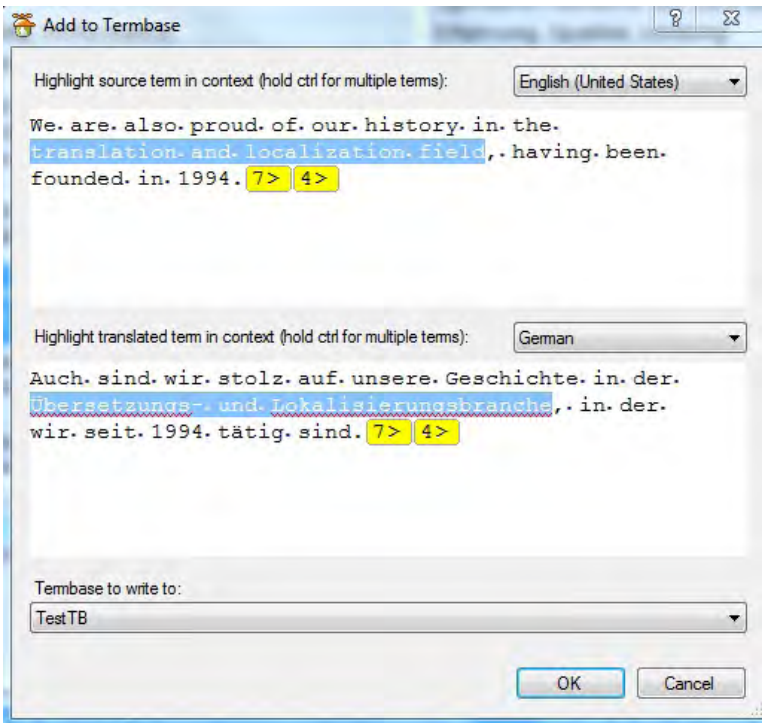 Add to Termbase
Highlight source term in context (hold ctrl for multiple terms):
English (United States)
We· are· also· proud· of· our· history· in· the·
translation· and· localization· field,· having· been·
founded· in· 1994. 7> 4>
Highlight translated term in context (hold ctrl for multiple terms):
German
Auch· sind· wir· stolz· auf· unsere· Geschichte· in· der·
Übersetzungs-· und· Lokalisierungsbranche,· in· der·
wir· seit· 1994· tätig· sind. 7> 4>
Termbase to write to:
TestTB
OK
Cancel